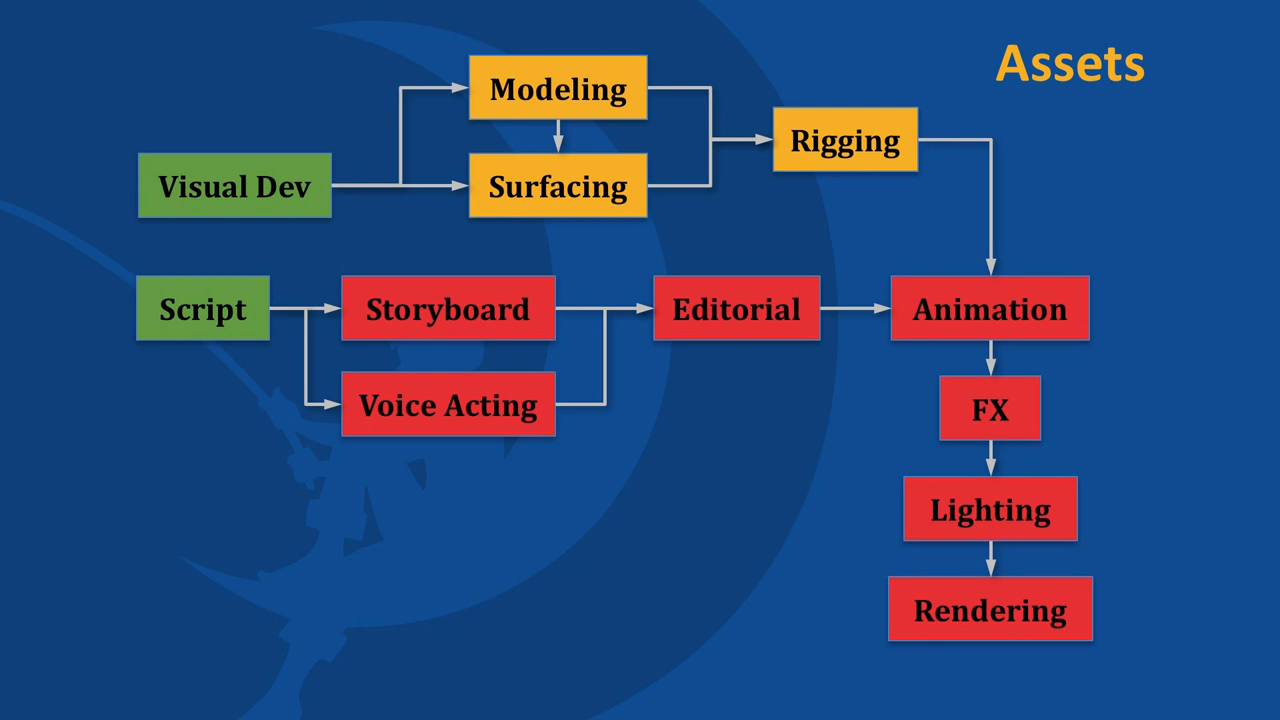 Assets
Modeling
Rigging
Visual Dev
Surfacing
Script
Storyboard
Editorial
Animation
Voice Acting
FX
Lighting
Rendering